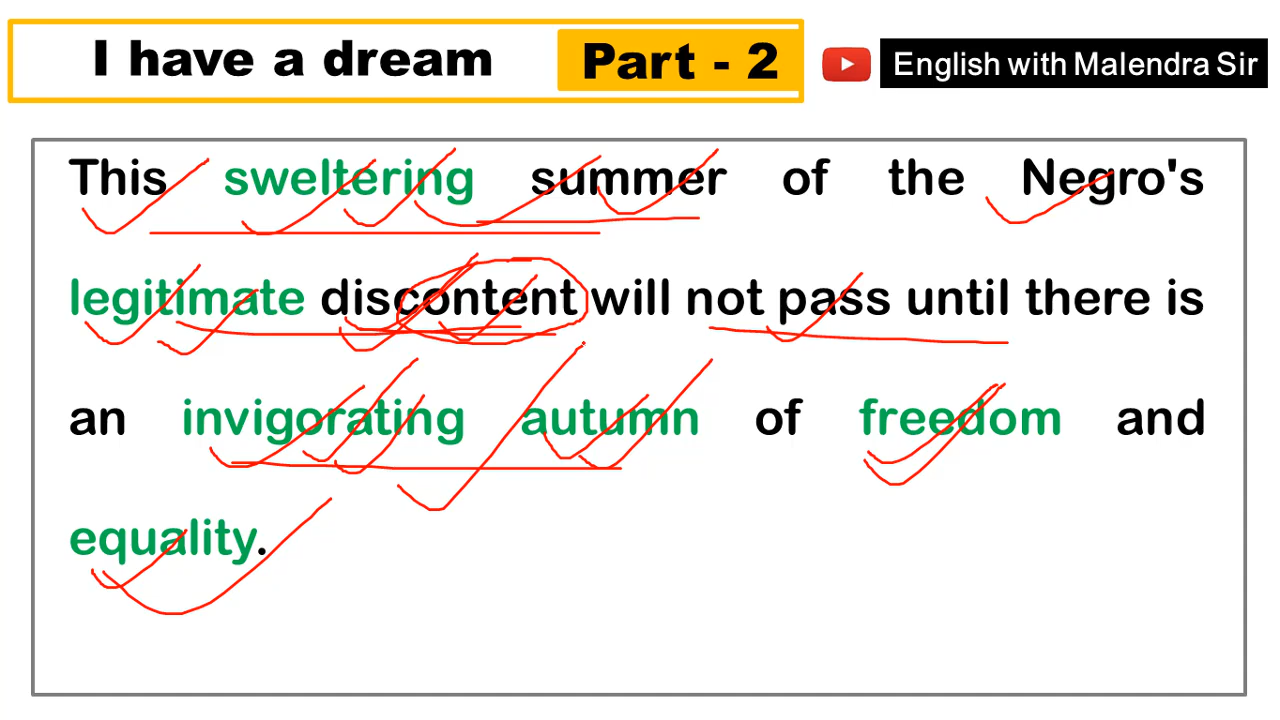 I have a dream Part - 2 English with Malendra Sir
This sweltering summer of the Negro's
legitimate discontent will not pass until there is
an invigorating autumn of freedom and
equality.